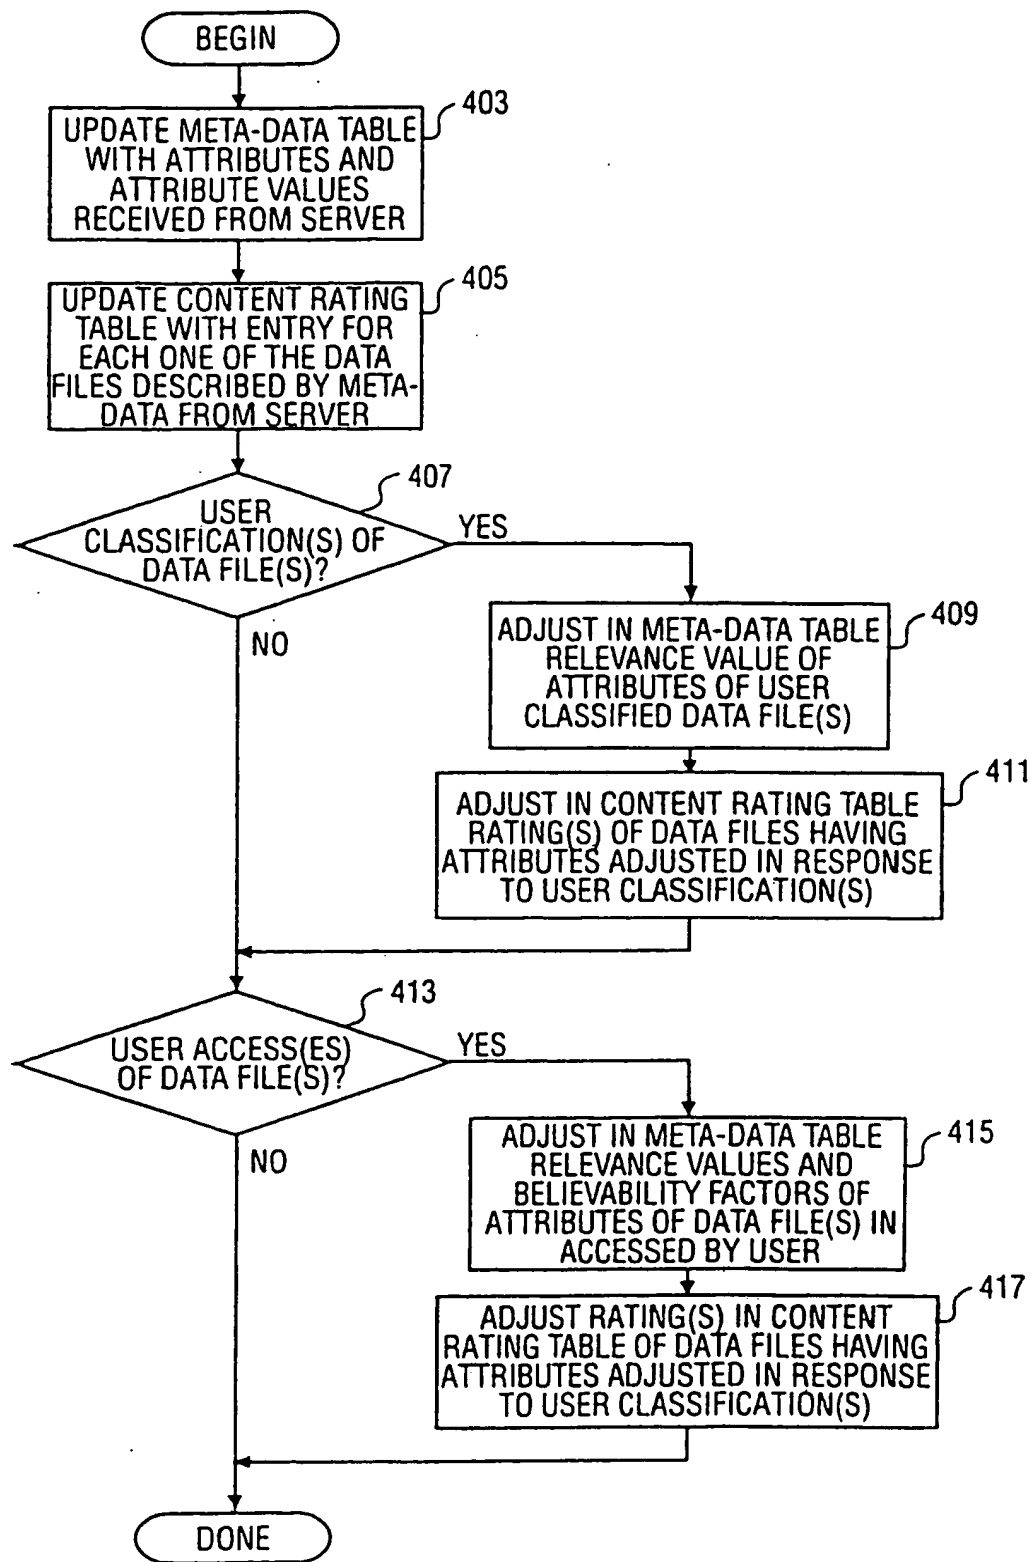 BEGIN
403
UPDATE META-DATA TABLE
WITH ATTRIBUTES AND
ATTRIBUTE VALUES
RECEIVED FROM SERVER
405
UPDATE CONTENT RATING
TABLE WITH ENTRY FOR
EACH ONE OF THE DATA
FILES DESCRIBED BY META-
DATA FROM SERVER
407
USER
CLASSIFICATION(S) OF
DATA FILE(S)?
YES
NO
409
ADJUST IN META-DATA TABLE
RELEVANCE VALUE OF
ATTRIBUTES OF USER
CLASSIFIED DATA FILE(S)
411
ADJUST IN CONTENT RATING TABLE
RATING(S) OF DATA FILES HAVING
ATTRIBUTES ADJUSTED IN RESPONSE
TO USER CLASSIFICATION(S)
413
USER ACCESS(ES)
OF DATA FILE(S)?
YES
NO
415
ADJUST IN META-DATA TABLE
RELEVANCE VALUES AND
BELIEVABILITY FACTORS OF
ATTRIBUTES OF DATA FILE(S) IN
ACCESSED BY USER
417
ADJUST RATING(S) IN CONTENT
RATING TABLE OF DATA FILES HAVING
ATTRIBUTES ADJUSTED IN RESPONSE
TO USER CLASSIFICATION(S)
DONE